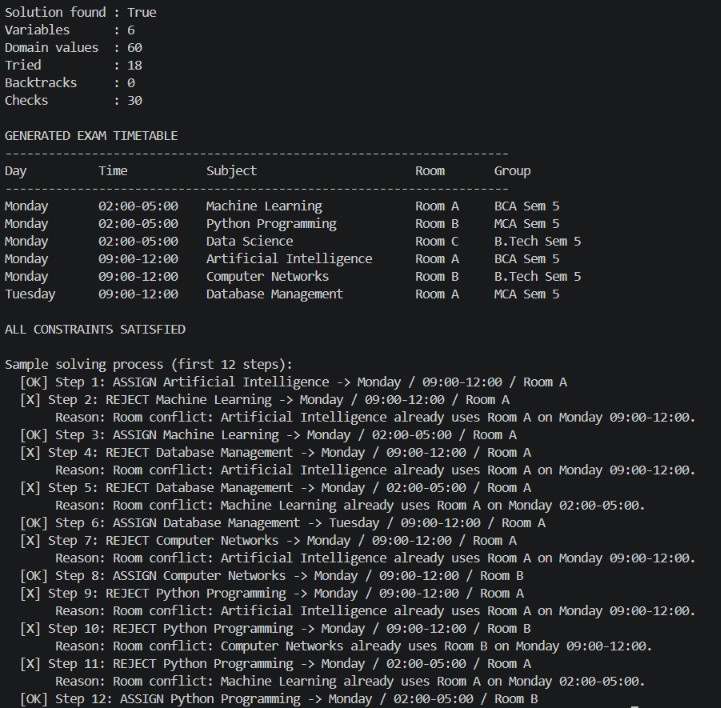 Solution found : True
Variables      : 6
Domain values  : 60
Tried          : 18
Backtracks     : 0
Checks         : 30
GENERATED EXAM TIMETABLE
----------------------------------------------------------------------
Day          Time           Subject                      Room       Group
----------------------------------------------------------------------
Monday       02:00-05:00    Machine Learning             Room A     BCA Sem 5
Monday       02:00-05:00    Python Programming           Room B     MCA Sem 5
Monday       02:00-05:00    Data Science                 Room C     B.Tech Sem 5
Monday       09:00-12:00    Artificial Intelligence      Room A     BCA Sem 5
Monday       09:00-12:00    Computer Networks            Room B     B.Tech Sem 5
Tuesday      09:00-12:00    Database Management          Room A     MCA Sem 5
ALL CONSTRAINTS SATISFIED
Sample solving process (first 12 steps):
  [OK] Step 1: ASSIGN Artificial Intelligence -> Monday / 09:00-12:00 / Room A
  [X] Step 2: REJECT Machine Learning -> Monday / 09:00-12:00 / Room A
       Reason: Room conflict: Artificial Intelligence already uses Room A on Monday 09:00-12:00.
  [OK] Step 3: ASSIGN Machine Learning -> Monday / 02:00-05:00 / Room A
  [X] Step 4: REJECT Database Management -> Monday / 09:00-12:00 / Room A
       Reason: Room conflict: Artificial Intelligence already uses Room A on Monday 09:00-12:00.
  [X] Step 5: REJECT Database Management -> Monday / 02:00-05:00 / Room A
       Reason: Room conflict: Machine Learning already uses Room A on Monday 02:00-05:00.
  [OK] Step 6: ASSIGN Database Management -> Tuesday / 09:00-12:00 / Room A
  [X] Step 7: REJECT Computer Networks -> Monday / 09:00-12:00 / Room A
       Reason: Room conflict: Artificial Intelligence already uses Room A on Monday 09:00-12:00.
  [OK] Step 8: ASSIGN Computer Networks -> Monday / 09:00-12:00 / Room B
  [X] Step 9: REJECT Python Programming -> Monday / 09:00-12:00 / Room A
       Reason: Room conflict: Artificial Intelligence already uses Room A on Monday 09:00-12:00.
  [X] Step 10: REJECT Python Programming -> Monday / 09:00-12:00 / Room B
       Reason: Room conflict: Computer Networks already uses Room B on Monday 09:00-12:00.
  [X] Step 11: REJECT Python Programming -> Monday / 02:00-05:00 / Room A
       Reason: Room conflict: Machine Learning already uses Room A on Monday 02:00-05:00.
  [OK] Step 12: ASSIGN Python Programming -> Monday / 02:00-05:00 / Room B